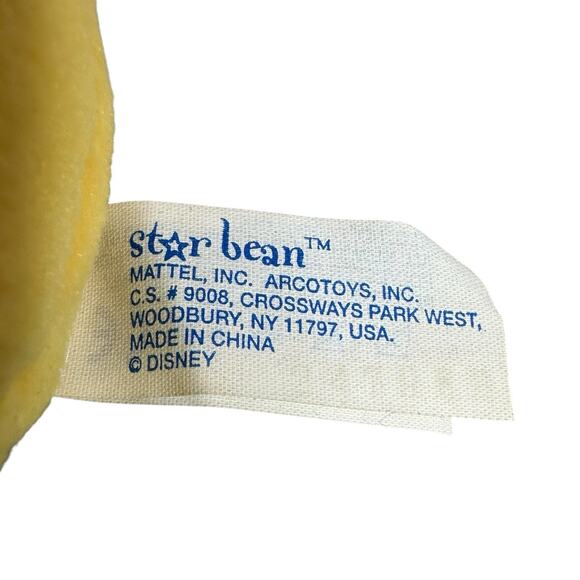 star bean™
MATTEL, INC. ARCOTOYS, INC.
C.S. # 9008, CROSSWAYS PARK WEST,
WOODBURY, NY 11797, USA.
MADE IN CHINA
© DISNEY